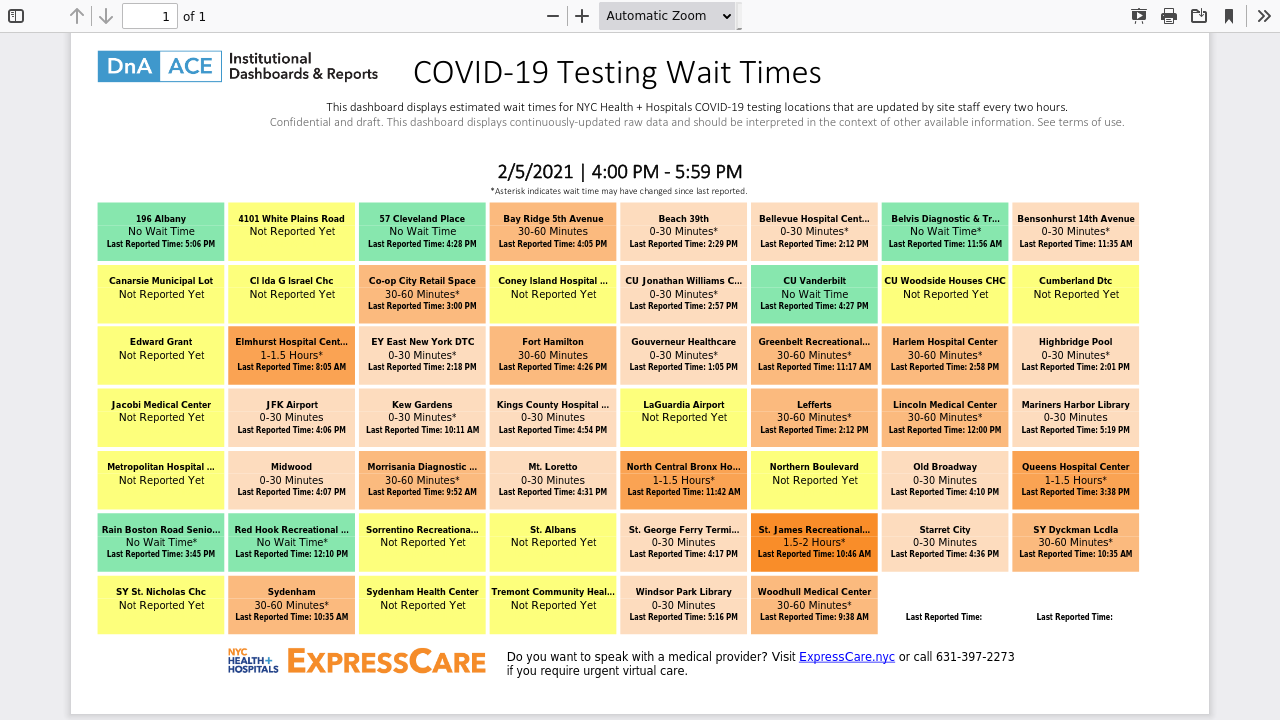 1 of 1
Automatic Zoom
DnA ACE Institutional
Dashboards & Reports
COVID-19 Testing Wait Times
This dashboard displays estimated wait times for NYC Health + Hospitals COVID-19 testing locations that are updated by site staff every two hours.
Confidential and draft. This dashboard displays continuously-updated raw data and should be interpreted in the context of other available information. See terms of use.
2/5/2021 | 4:00 PM - 5:59 PM
*Asterisk indicates wait time may have changed since last reported.
196 Albany
No Wait Time
Last Reported Time: 5:06 PM
4101 White Plains Road
Not Reported Yet
57 Cleveland Place
No Wait Time
Last Reported Time: 4:28 PM
Bay Ridge 5th Avenue
30-60 Minutes
Last Reported Time: 4:05 PM
Beach 39th
0-30 Minutes*
Last Reported Time: 2:29 PM
Bellevue Hospital Cent...
0-30 Minutes*
Last Reported Time: 2:12 PM
Belvis Diagnostic & Tr...
No Wait Time*
Last Reported Time: 11:56 AM
Bensonhurst 14th Avenue
0-30 Minutes*
Last Reported Time: 11:35 AM
Canarsie Municipal Lot
Not Reported Yet
Cl Ida G Israel Chc
Not Reported Yet
Co-op City Retail Space
30-60 Minutes*
Last Reported Time: 3:00 PM
Coney Island Hospital ...
Not Reported Yet
CU Jonathan Williams C...
0-30 Minutes*
Last Reported Time: 2:57 PM
CU Vanderbilt
No Wait Time
Last Reported Time: 4:27 PM
CU Woodside Houses CHC
Not Reported Yet
Cumberland Dtc
Not Reported Yet
Edward Grant
Not Reported Yet
Elmhurst Hospital Cent...
1-1.5 Hours*
Last Reported Time: 8:05 AM
EY East New York DTC
0-30 Minutes*
Last Reported Time: 2:18 PM
Fort Hamilton
30-60 Minutes
Last Reported Time: 4:26 PM
Gouverneur Healthcare
0-30 Minutes*
Last Reported Time: 1:05 PM
Greenbelt Recreational...
30-60 Minutes*
Last Reported Time: 11:17 AM
Harlem Hospital Center
30-60 Minutes*
Last Reported Time: 2:58 PM
Highbridge Pool
0-30 Minutes*
Last Reported Time: 2:01 PM
Jacobi Medical Center
Not Reported Yet
JFK Airport
0-30 Minutes
Last Reported Time: 4:06 PM
Kew Gardens
0-30 Minutes*
Last Reported Time: 10:11 AM
Kings County Hospital ...
0-30 Minutes
Last Reported Time: 4:54 PM
LaGuardia Airport
Not Reported Yet
Lefferts
30-60 Minutes*
Last Reported Time: 2:12 PM
Lincoln Medical Center
30-60 Minutes*
Last Reported Time: 12:00 PM
Mariners Harbor Library
0-30 Minutes
Last Reported Time: 5:19 PM
Metropolitan Hospital ...
Not Reported Yet
Midwood
0-30 Minutes
Last Reported Time: 4:07 PM
Morrisania Diagnostic ...
30-60 Minutes*
Last Reported Time: 9:52 AM
Mt. Loretto
0-30 Minutes
Last Reported Time: 4:31 PM
North Central Bronx Ho...
1-1.5 Hours*
Last Reported Time: 11:42 AM
Northern Boulevard
Not Reported Yet
Old Broadway
0-30 Minutes
Last Reported Time: 4:10 PM
Queens Hospital Center
1-1.5 Hours*
Last Reported Time: 3:38 PM
Rain Boston Road Senio...
No Wait Time*
Last Reported Time: 3:45 PM
Red Hook Recreational ...
No Wait Time*
Last Reported Time: 12:10 PM
Sorrentino Recreationa...
Not Reported Yet
St. Albans
Not Reported Yet
St. George Ferry Termi...
0-30 Minutes
Last Reported Time: 4:17 PM
St. James Recreational...
1.5-2 Hours*
Last Reported Time: 10:46 AM
Starret City
0-30 Minutes
Last Reported Time: 4:36 PM
SY Dyckman Lcdla
30-60 Minutes*
Last Reported Time: 10:35 AM
SY St. Nicholas Chc
Not Reported Yet
Sydenham
30-60 Minutes*
Last Reported Time: 10:35 AM
Sydenham Health Center
Not Reported Yet
Tremont Community Heal...
Not Reported Yet
Windsor Park Library
0-30 Minutes
Last Reported Time: 5:16 PM
Woodhull Medical Center
30-60 Minutes*
Last Reported Time: 9:38 AM
Last Reported Time:
Last Reported Time:
NYC
HEALTH+
HOSPITALS
EXPRESSCARE
Do you want to speak with a medical provider? Visit ExpressCare.nyc or call 631-397-2273
if you require urgent virtual care.